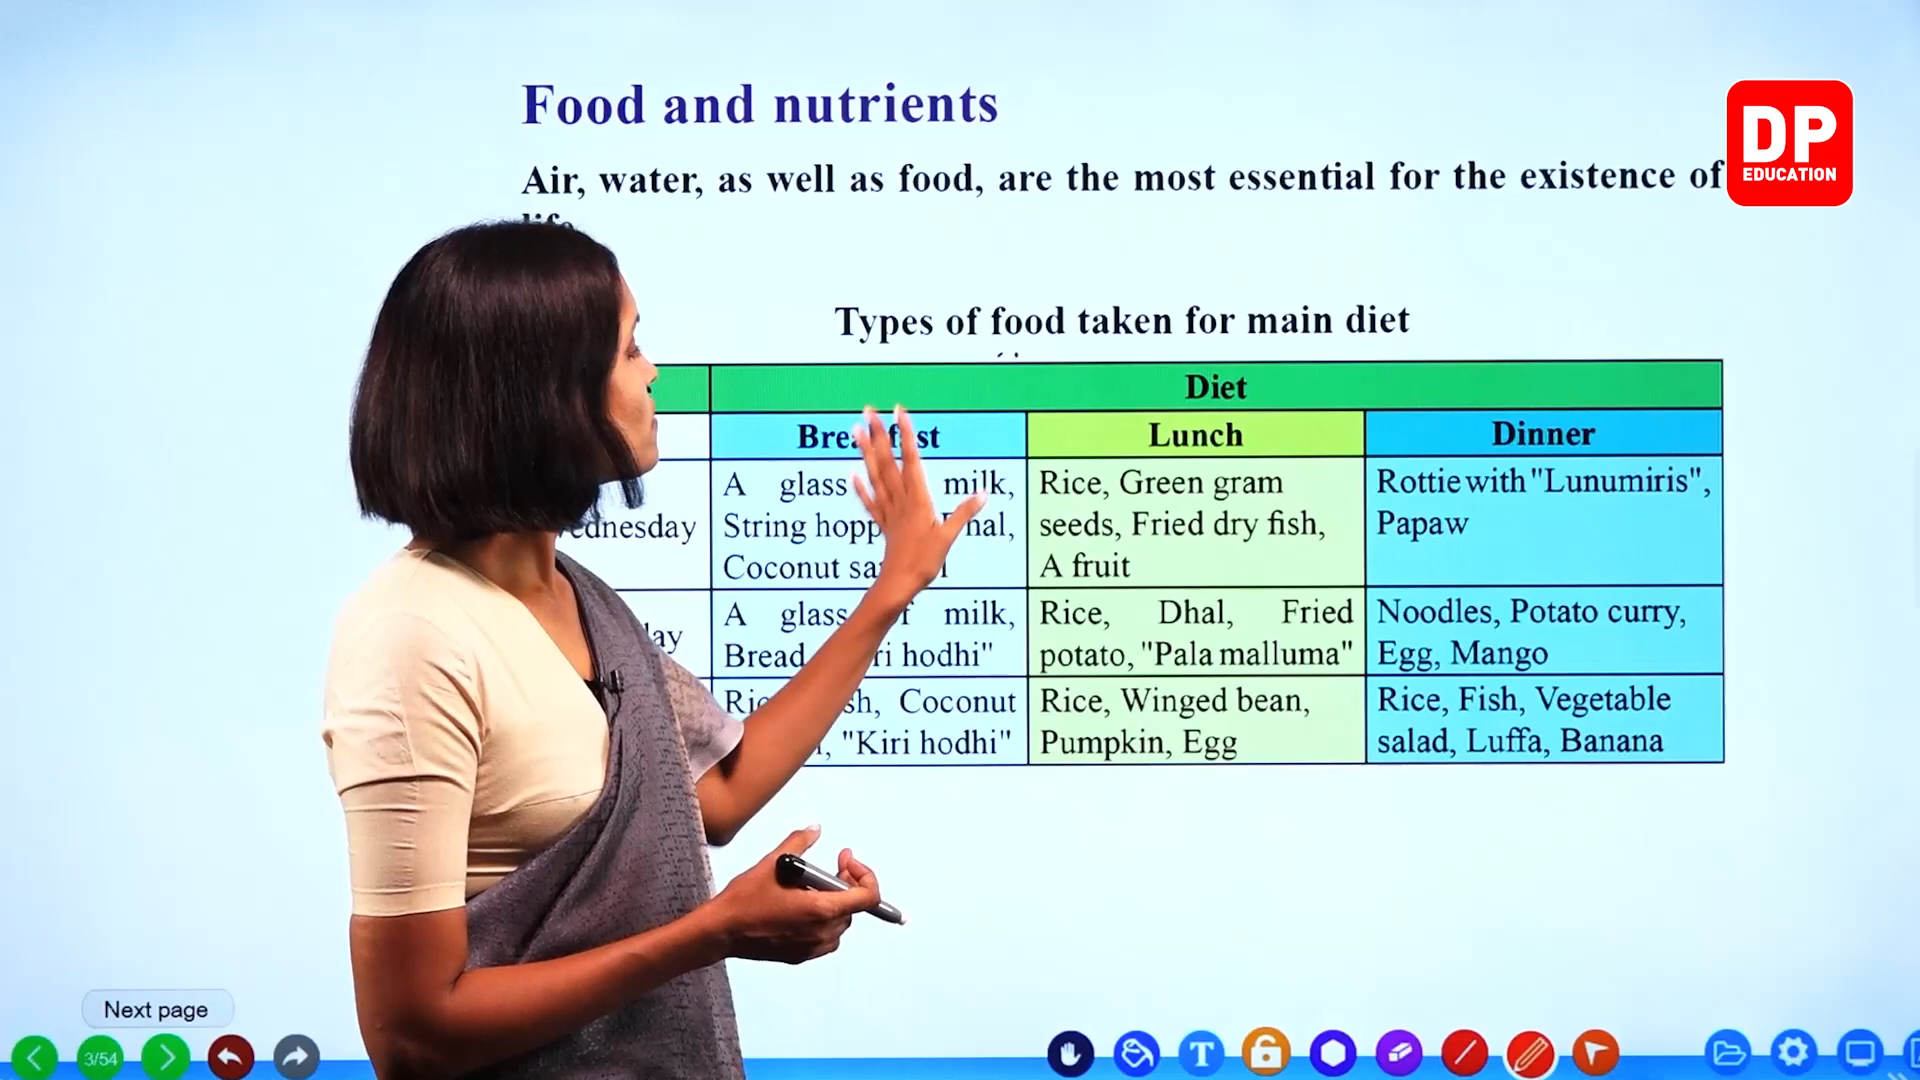 Food and nutrients
DP
EDUCATION
Air, water, as well as food, are the most essential for the existence of
life
Types of food taken for main diet
Diet
Breakfast
Lunch
Dinner
A glass milk,
String
Coconut
Rice, Green gram
seeds, Fried dry fish,
A fruit
Rottie with "Lunumiris",
Papaw
A glass of milk,
Bread hodhi"
Rice, Dhal, Fried
potato, "Pala malluma"
Noodles, Potato curry,
Egg, Mango
Coconut
"Kiri hodhi"
Rice, Winged bean,
Pumpkin, Egg
Rice, Fish, Vegetable
salad, Luffa, Banana
Next page
3/54
T